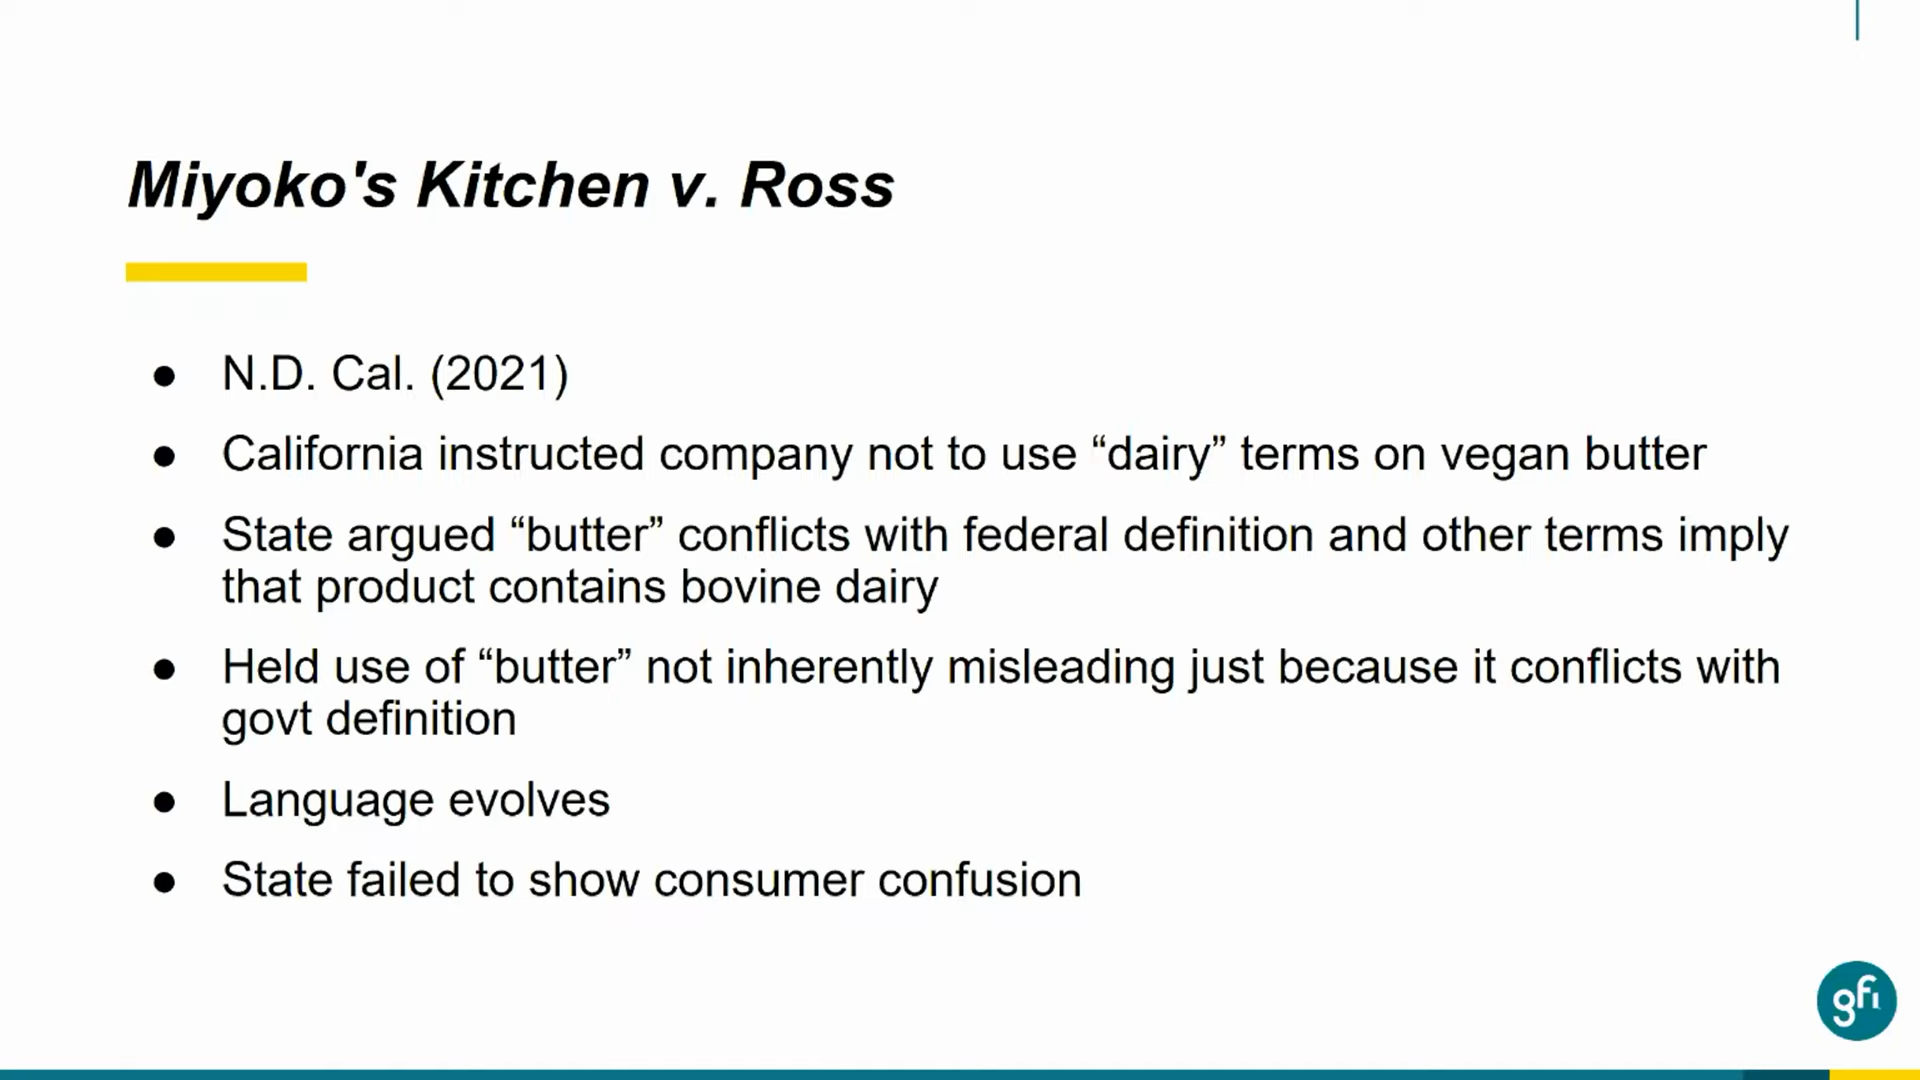 Miyoko's Kitchen v. Ross
● N.D. Cal. (2021)
● California instructed company not to use “dairy” terms on vegan butter
● State argued “butter” conflicts with federal definition and other terms imply
that product contains bovine dairy
● Held use of “butter” not inherently misleading just because it conflicts with
govt definition
● Language evolves
● State failed to show consumer confusion
gfi